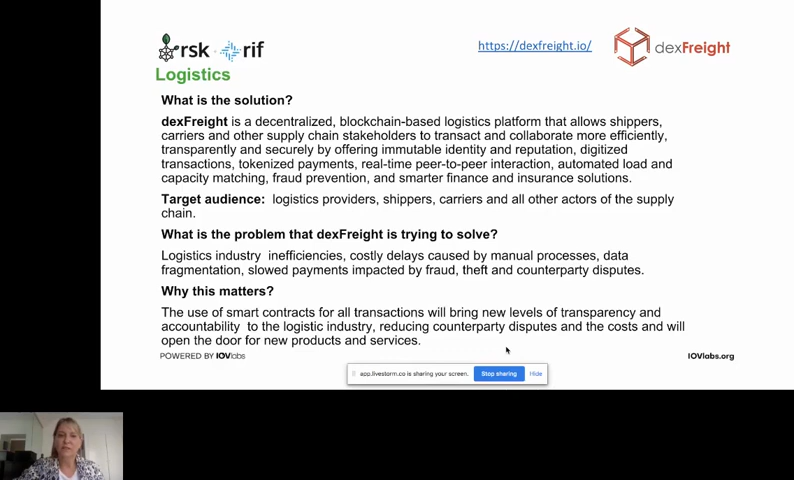 rsk rif
https://dexfreight.io/
dexFreight
Logistics
What is the solution?
dexFreight is a decentralized, blockchain-based logistics platform that allows shippers,
carriers and other supply chain stakeholders to transact and collaborate more efficiently,
transparently and securely by offering immutable identity and reputation, digitized
transactions, tokenized payments, real-time peer-to-peer interaction, automated load and
capacity matching, fraud prevention, and smarter finance and insurance solutions.
Target audience: logistics providers, shippers, carriers and all other actors of the supply
chain.
What is the problem that dexFreight is trying to solve?
Logistics industry inefficiencies, costly delays caused by manual processes, data
fragmentation, slowed payments impacted by fraud, theft and counterparty disputes.
Why this matters?
The use of smart contracts for all transactions will bring new levels of transparency and
accountability to the logistic industry, reducing counterparty disputes and the costs and will
open the door for new products and services.
POWERED BY IOVlabs
IOVlabs.org
app.livestorm.co is sharing your screen. Stop sharing Hide